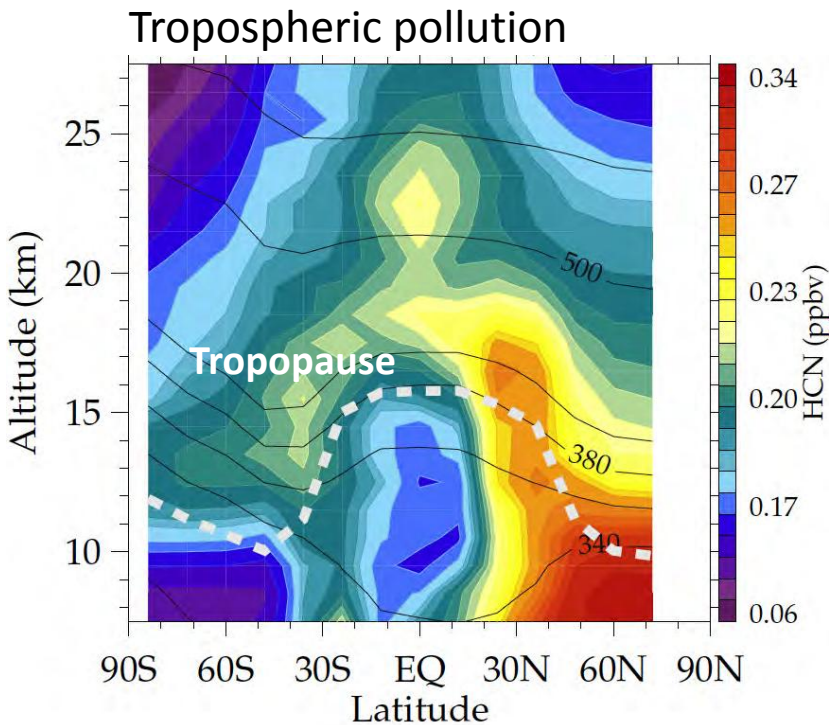 Tropospheric pollution
Altitude (km)
25
20
15
10
500
380
340
Tropopause
90S 60S 30S EQ 30N 60N 90N
Latitude
0.34
0.27
0.23
0.20
0.17
0.06
HCN (ppbv)